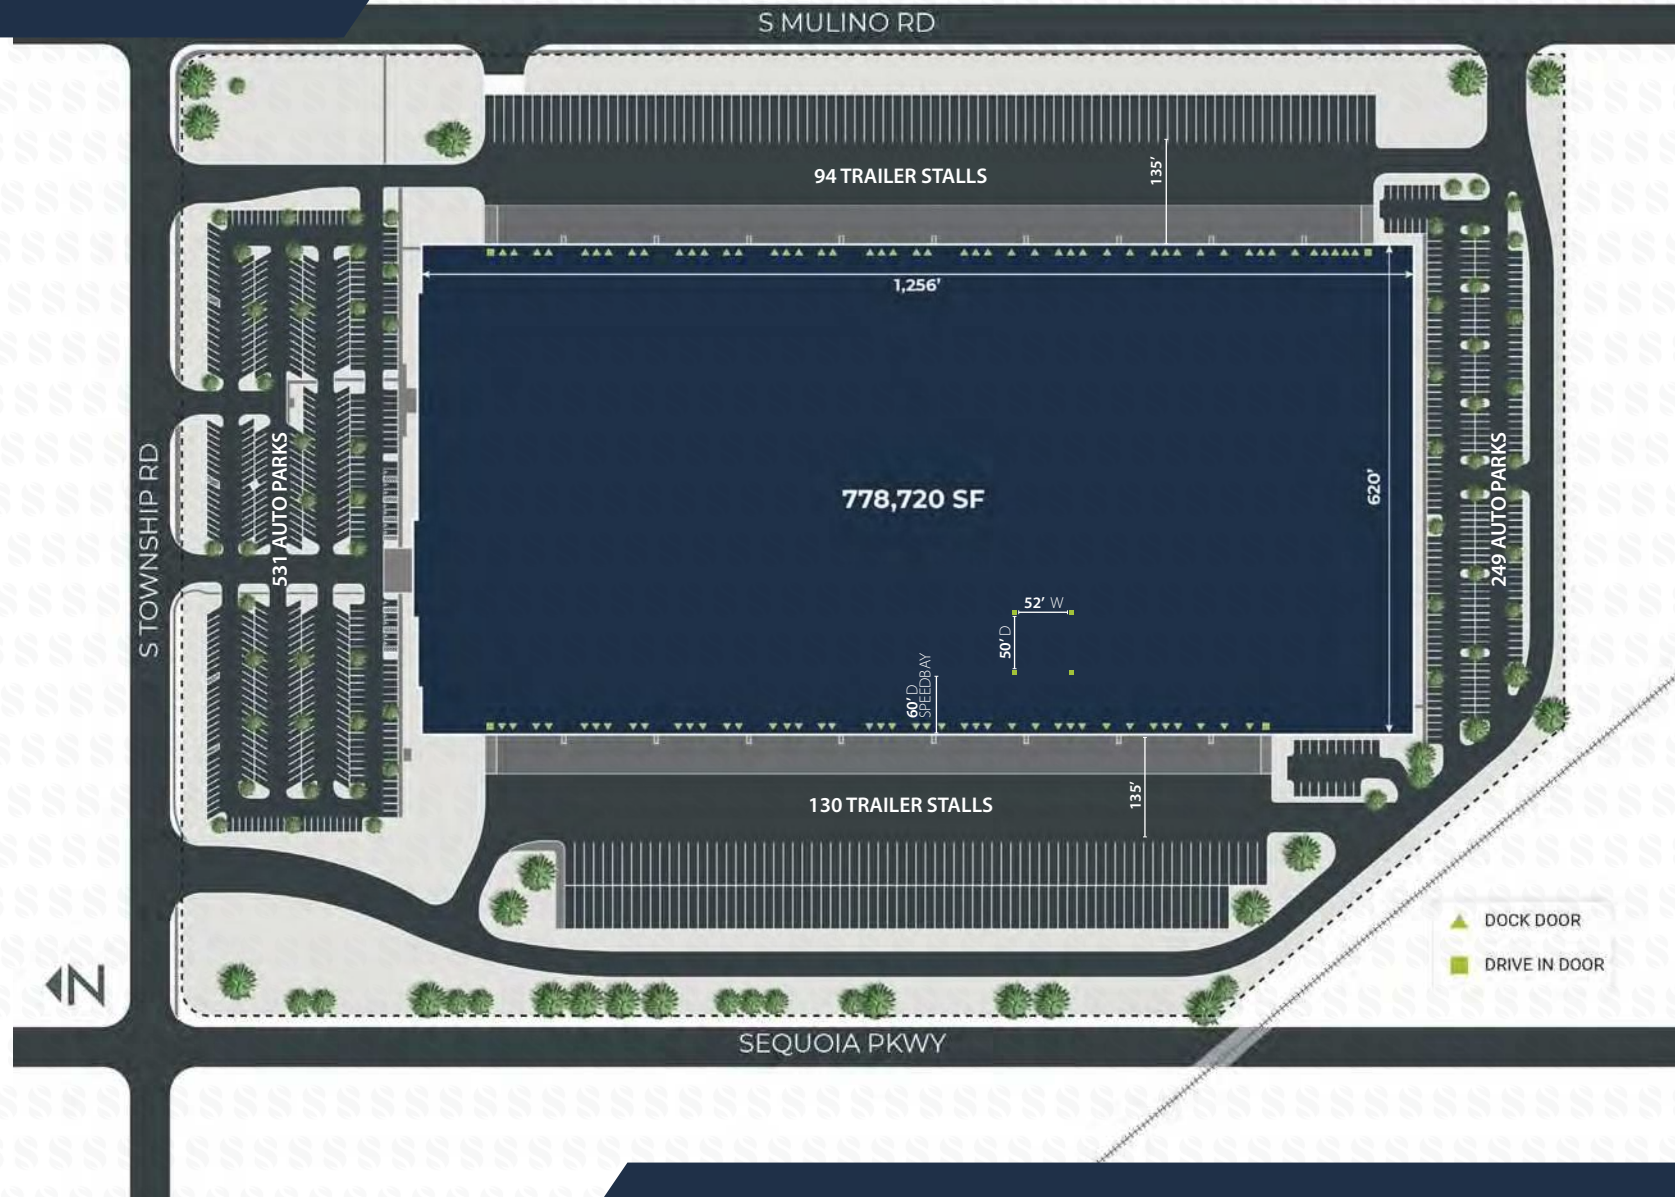 S MULINO RD
94 TRAILER STALLS
135'
1,256'
S TOWNSHIP RD
531 AUTO PARKS
778,720 SF
620'
249 AUTO PARKS
52' W
50' D
60' D
SPEEDBAY
130 TRAILER STALLS
135'
DOCK DOOR
DRIVE IN DOOR
N
SEQUOIA PKWY